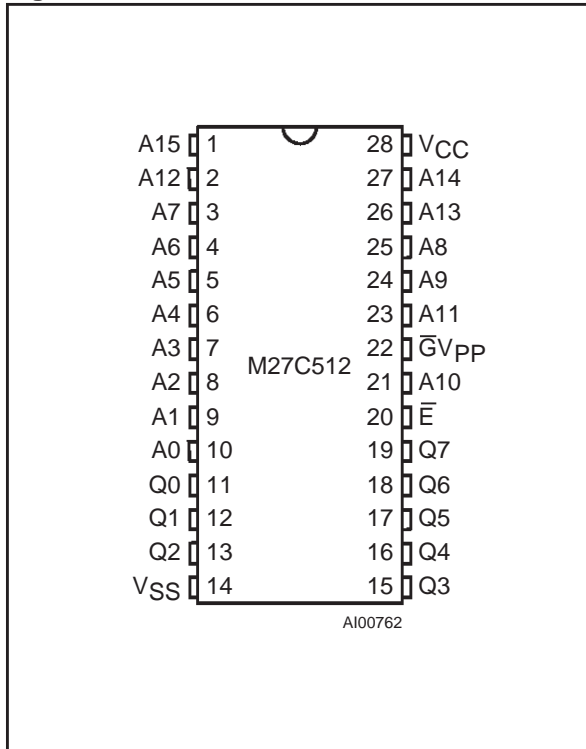 A15 1 28 VCC
A12 2 27 A14
A7 3 26 A13
A6 4 25 A8
A5 5 24 A9
A4 6 23 A11
A3 7 22 G̅VPP
M27C512
A2 8 21 A10
A1 9 20 E̅
A0 10 19 Q7
Q0 11 18 Q6
Q1 12 17 Q5
Q2 13 16 Q4
VSS 14 15 Q3
AI00762